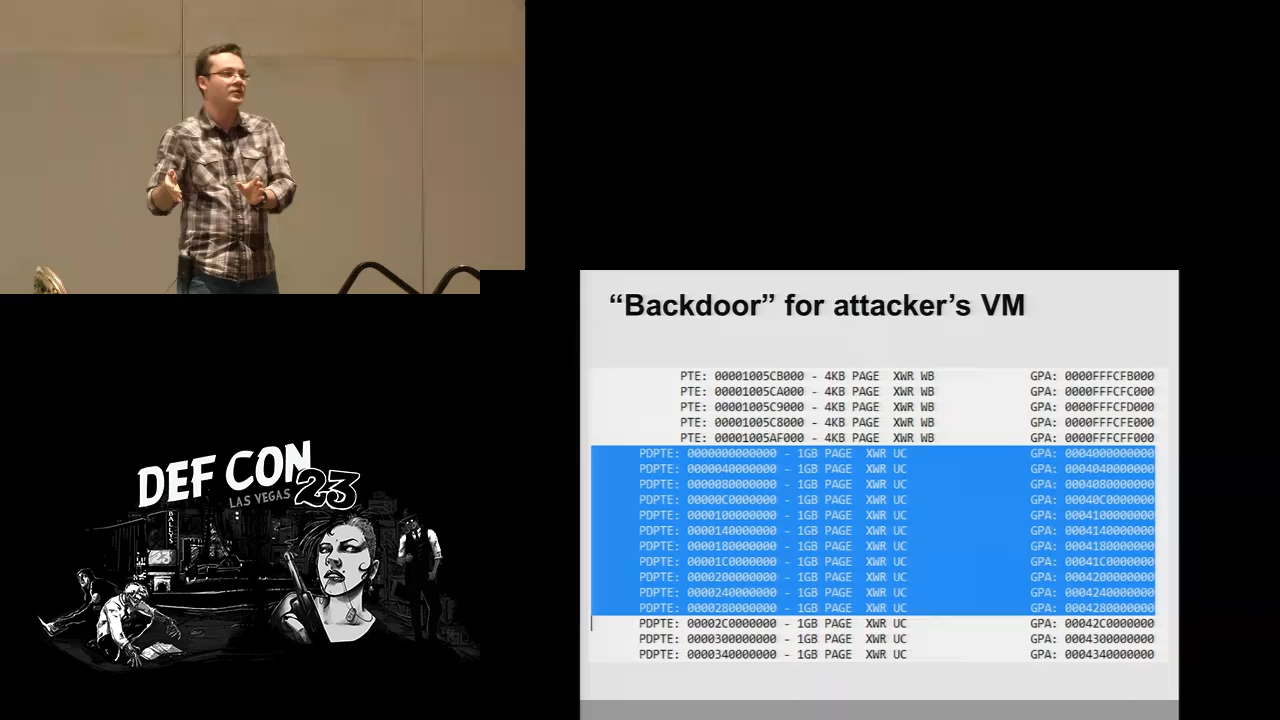 “Backdoor” for attacker’s VM
PTE: 00001005CB000 - 4KB PAGE XWR WB GPA: 0000FFFCFB000
PTE: 00001005CA000 - 4KB PAGE XWR WB GPA: 0000FFFCFC000
PTE: 00001005C9000 - 4KB PAGE XWR WB GPA: 0000FFFCFD000
PTE: 00001005C8000 - 4KB PAGE XWR WB GPA: 0000FFFCFE000
PTE: 00001005AF000 - 4KB PAGE XWR WB GPA: 0000FFFCFF000
PDPTE: 0000000000000 - 1GB PAGE XWR UC GPA: 0004000000000
PDPTE: 0000040000000 - 1GB PAGE XWR UC GPA: 0004040000000
PDPTE: 0000080000000 - 1GB PAGE XWR UC GPA: 0004080000000
PDPTE: 00000C0000000 - 1GB PAGE XWR UC GPA: 00040C0000000
PDPTE: 0000100000000 - 1GB PAGE XWR UC GPA: 0004100000000
PDPTE: 0000140000000 - 1GB PAGE XWR UC GPA: 0004140000000
PDPTE: 0000180000000 - 1GB PAGE XWR UC GPA: 0004180000000
PDPTE: 00001C0000000 - 1GB PAGE XWR UC GPA: 00041C0000000
PDPTE: 0000200000000 - 1GB PAGE XWR UC GPA: 0004200000000
PDPTE: 0000240000000 - 1GB PAGE XWR UC GPA: 0004240000000
PDPTE: 0000280000000 - 1GB PAGE XWR UC GPA: 0004280000000
PDPTE: 00002C0000000 - 1GB PAGE XWR UC GPA: 00042C0000000
PDPTE: 0000300000000 - 1GB PAGE XWR UC GPA: 0004300000000
PDPTE: 0000340000000 - 1GB PAGE XWR UC GPA: 0004340000000
DEF CON 23
LAS VEGAS
BALLY'S